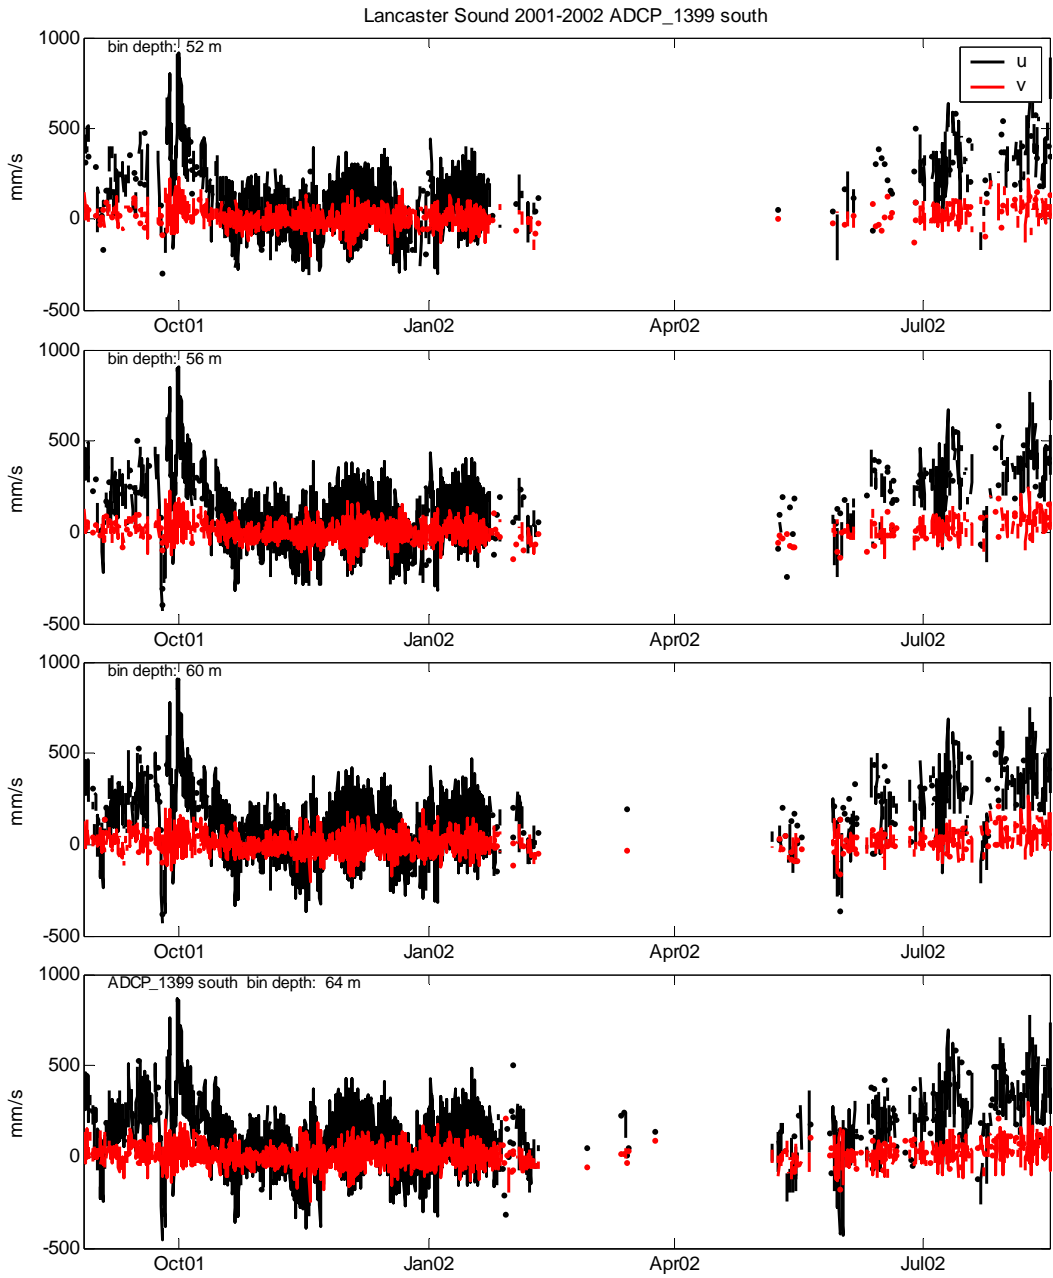 Lancaster Sound 2001-2002 ADCP_1399 south
1000
bin depth: 52 m
u
v
500
mm/s
0
-500
Oct01 Jan02 Apr02 Jul02
1000
bin depth: 56 m
500
mm/s
0
-500
Oct01 Jan02 Apr02 Jul02
1000
bin depth: 60 m
500
mm/s
0
-500
Oct01 Jan02 Apr02 Jul02
1000
ADCP_1399 south bin depth: 64 m
500
mm/s
0
-500
Oct01 Jan02 Apr02 Jul02